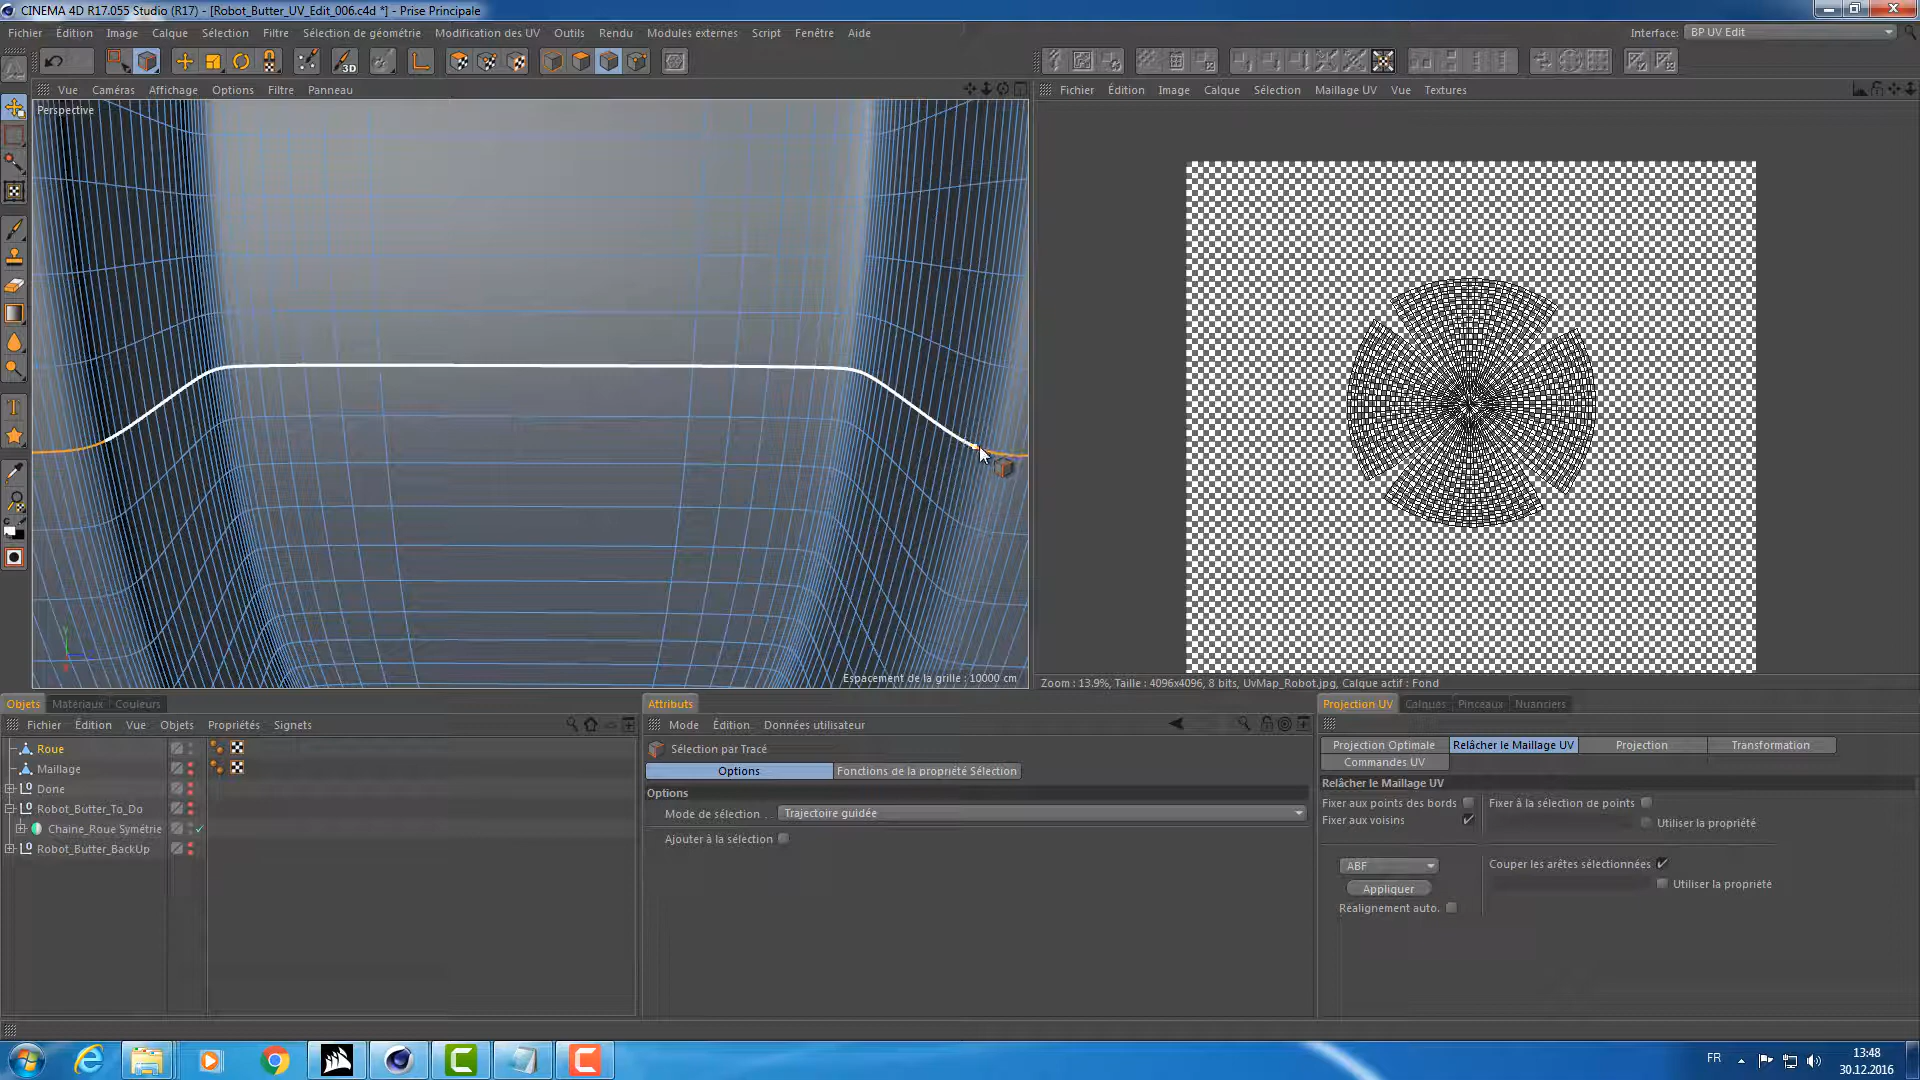 CINEMA 4D R17.055 Studio (R17) - [Robot_Butter_UV_Edit_006.c4d *] - Prise Principale
Fichier Édition Image Calque Sélection Filtre Sélection de géométrie Modification des UV Outils Rendu Modules externes Script Fenêtre Aide Interface: BP UV Edit
3D
Vue Caméras Affichage Options Filtre Panneau
Fichier Édition Image Calque Sélection Maillage UV Vue Textures
Perspective
Espacement de la grille : 10000 cm
Zoom : 13.9%, Taille : 4096x4096, 8 bits, UvMap_Robot.jpg, Calque actif : Fond
Objets Matériaux Couleurs
Fichier Édition Vue Objets Propriétés Signets
Roue
Maillage
Done
Robot_Butter_To_Do
Chaine_Roue Symétrie
Robot_Butter_BackUp
Attributs
Mode Édition Données utilisateur
Sélection par Tracé
Options Fonctions de la propriété Sélection
Options
Mode de sélection . . . Trajectoire guidée
Ajouter à la sélection
Projection UV Calques Pinceaux Nuanciers
Projection Optimale Relâcher le Maillage UV Projection Transformation
Commandes UV
Relâcher le Maillage UV
Fixer aux points des bords Fixer à la sélection de points
Fixer aux voisins Utiliser la propriété
ABF Couper les arêtes sélectionnées
Appliquer Utiliser la propriété
Réalignement auto.
FR 13:48
30.12.2016